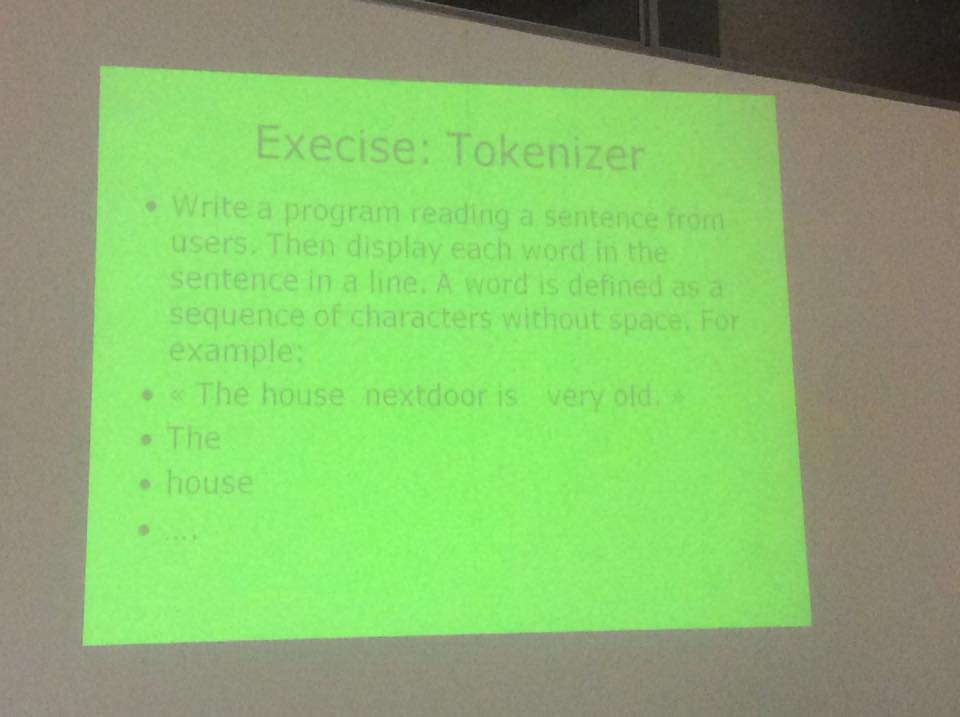 Execise: Tokenizer
• Write a program reading a sentence from
users. Then display each word in the
sentence in a line. A word is defined as a
sequence of characters without space. For
example:
• « The house  nextdoor is   very old. »
• The
• house
• ....